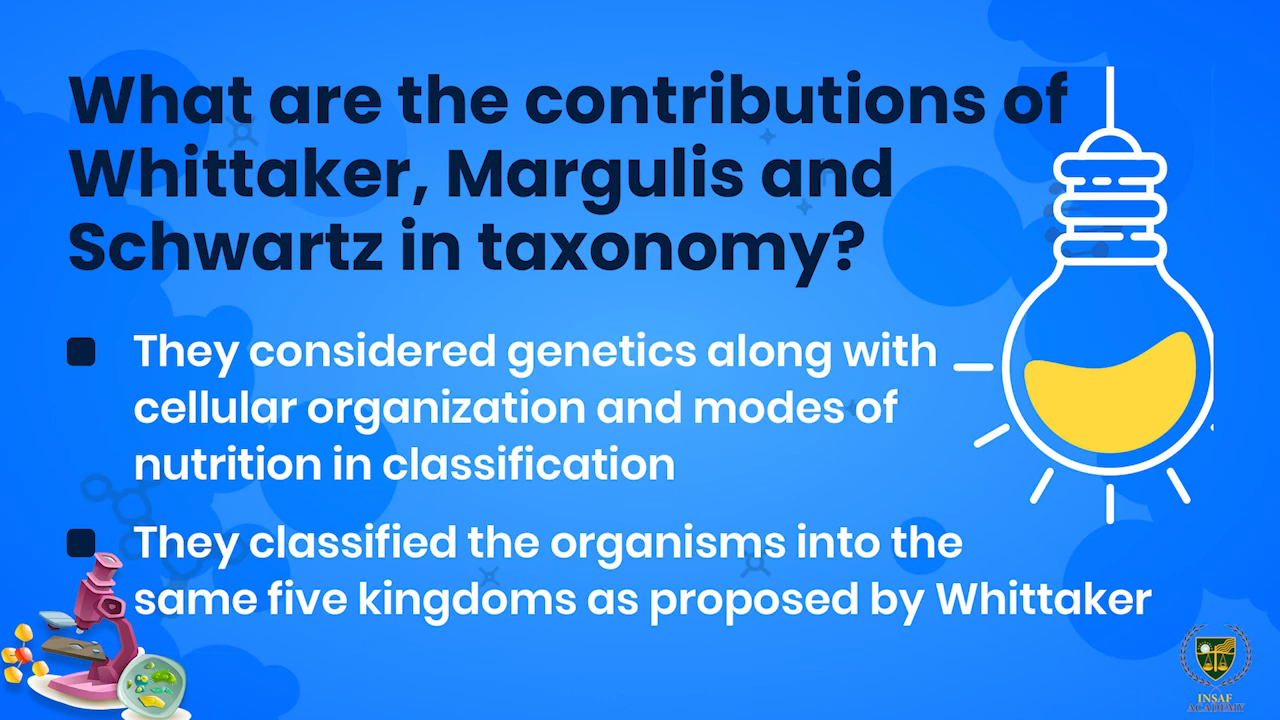 What are the contributions of
Whittaker, Margulis and
Schwartz in taxonomy?
They considered genetics along with
cellular organization and modes of
nutrition in classification
They classified the organisms into the
same five kingdoms as proposed by Whittaker
INSAF
ACADEMY